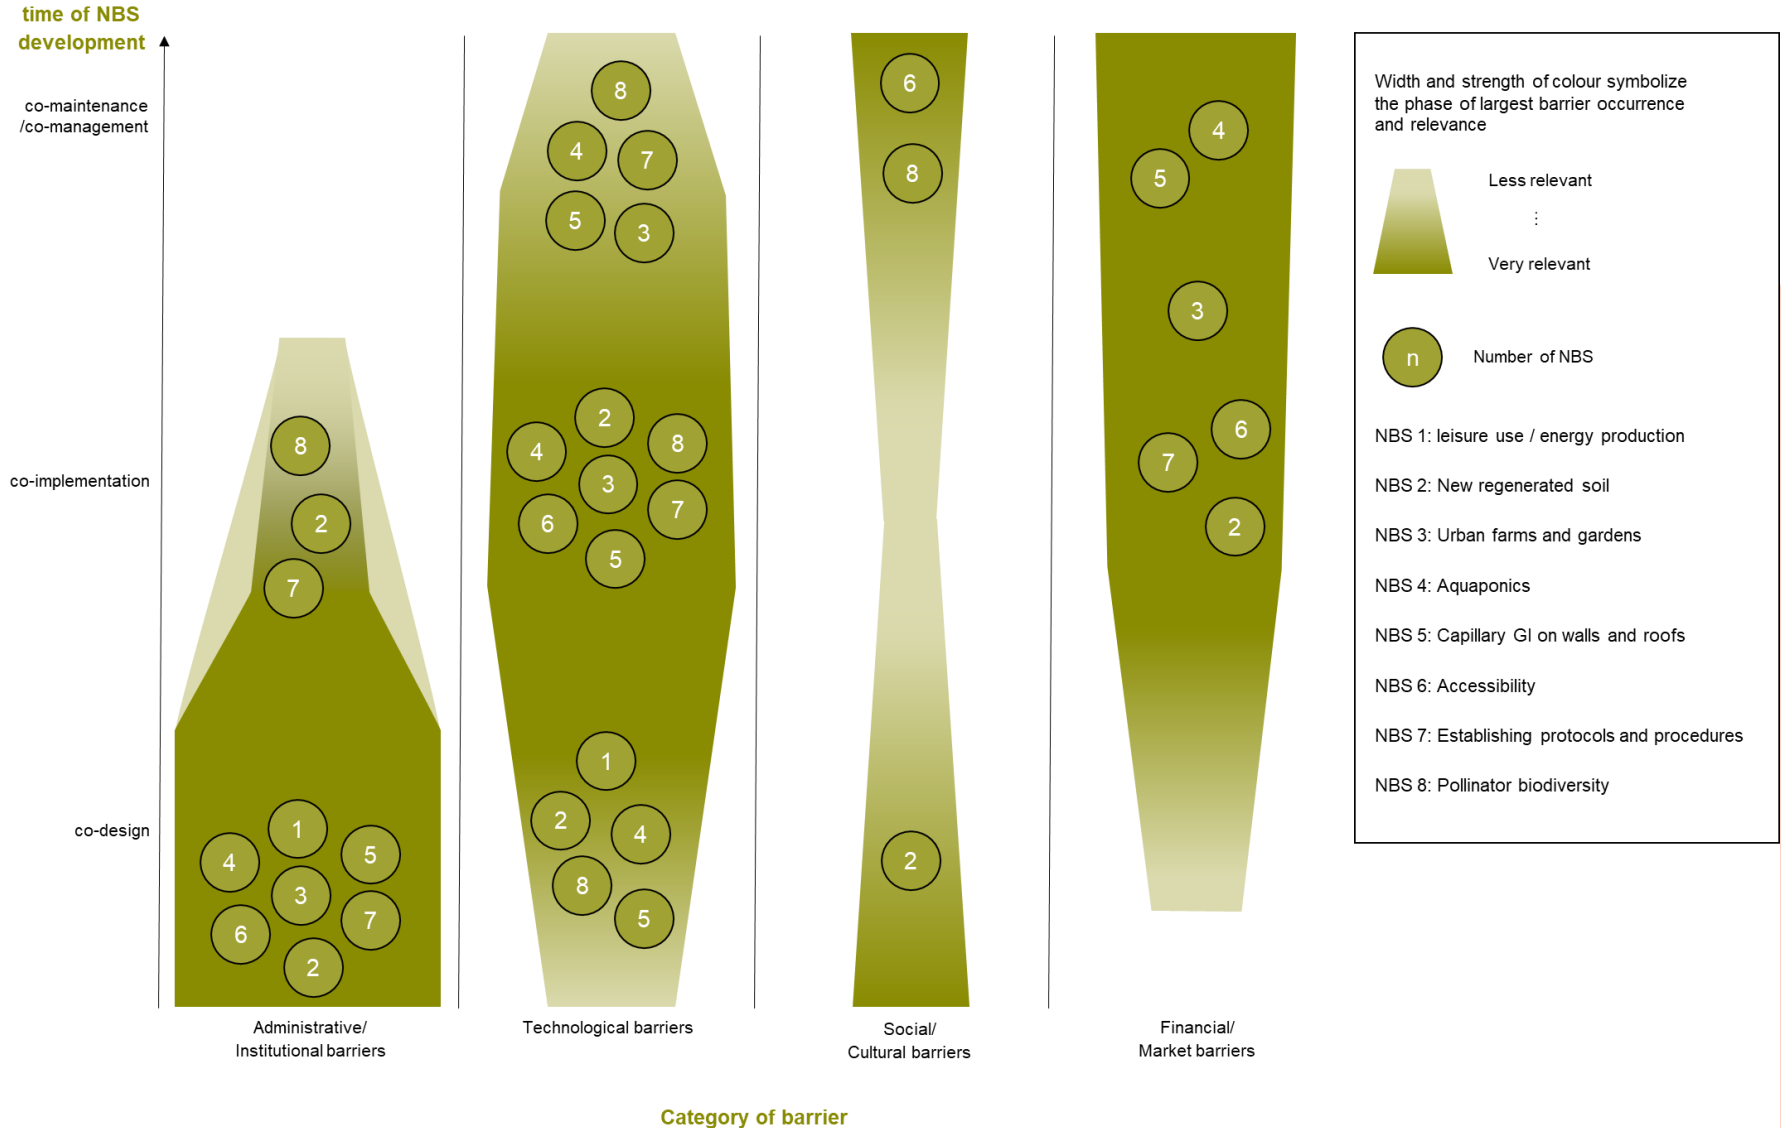 time of NBS
development
co-maintenance
/co-management
co-implementation
co-design
8
2
7
1
4
5
3
6
7
2
Administrative/
Institutional barriers
8
4
7
5
3
2
4
8
3
6
7
5
1
2
4
8
5
Technological barriers
6
8
2
Social/
Cultural barriers
4
5
3
6
7
2
Financial/
Market barriers
Category of barrier
Width and strength of colour symbolize
the phase of largest barrier occurrence
and relevance
Less relevant
⋮
Very relevant
n
Number of NBS
NBS 1: leisure use / energy production
NBS 2: New regenerated soil
NBS 3: Urban farms and gardens
NBS 4: Aquaponics
NBS 5: Capillary GI on walls and roofs
NBS 6: Accessibility
NBS 7: Establishing protocols and procedures
NBS 8: Pollinator biodiversity